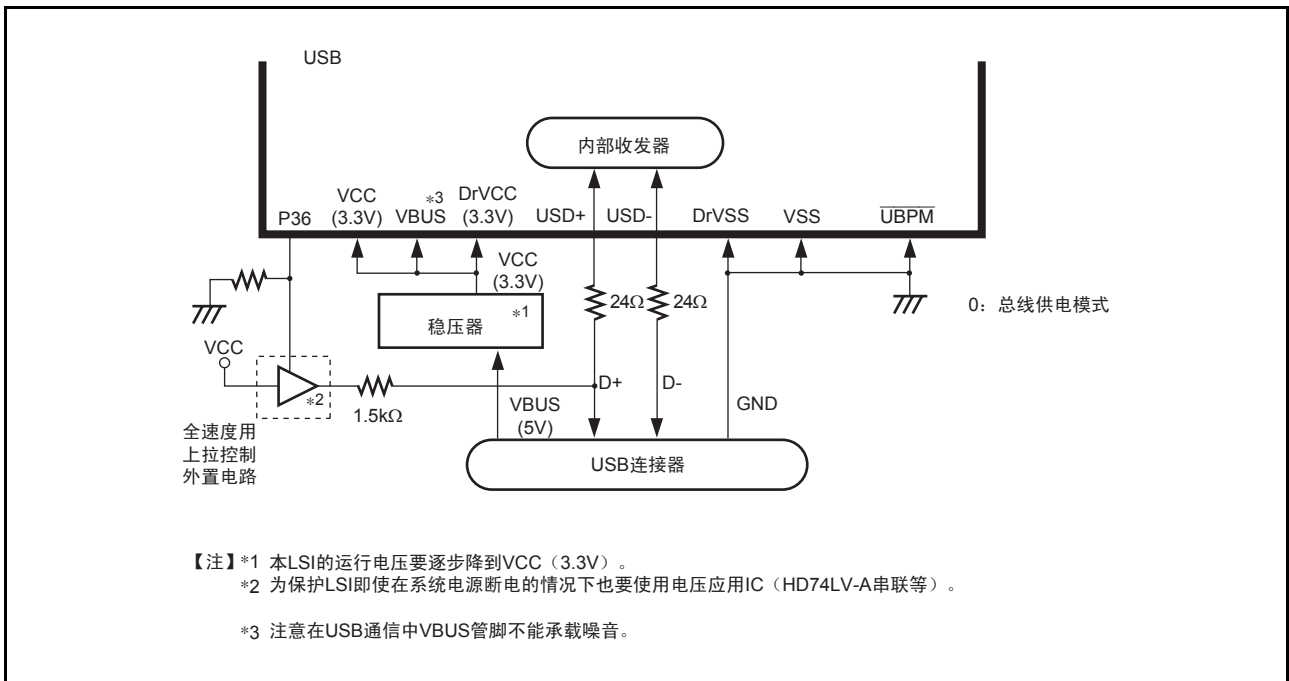 USB
内部收发器
VCC
*3
DrVCC
P36
(3.3V)
VBUS
(3.3V)
USD+
USD-
DrVSS
VSS
UBPM
VCC
(3.3V)
*1
稳压器
24Ω
24Ω
0：总线供电模式
VCC
*2
1.5kΩ
D+
D-
VBUS
(5V)
GND
全速度用
上拉控制
外置电路
USB连接器
【注】*1 本LSI的运行电压要逐步降到VCC（3.3V）。
*2 为保护LSI即使在系统电源断电的情况下也要使用电压应用IC（HD74LV-A串联等）。
*3 注意在USB通信中VBUS管脚不能承载噪音。